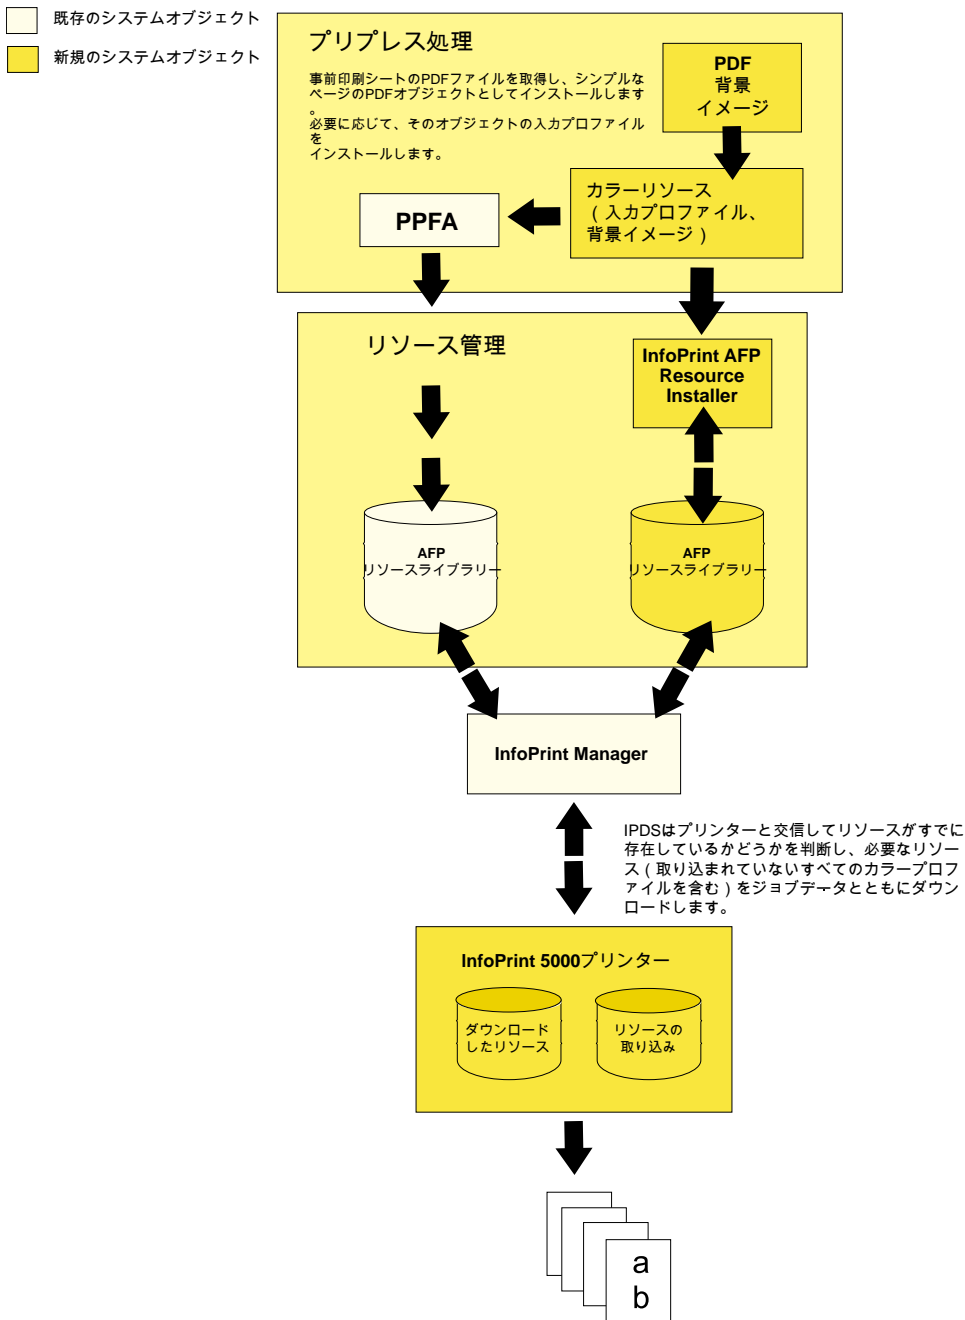 既存のシステムオブジェクト
新規のシステムオブジェクト
プリプレス処理
事前印刷シートのPDFファイルを取得し、シンプルな
ページのPDFオブジェクトとしてインストールします
。
必要に応じて、そのオブジェクトの入力プロファイル
を
インストールします。
PDF
背景
イメージ
カラーリソース
（入力プロファイル、
背景イメージ）
PPFA
リソース管理
InfoPrint AFP
Resource
Installer
AFP
リソースライブラリー
AFP
リソースライブラリー
InfoPrint Manager
IPDSはプリンターと交信してリソースがすでに
存在しているかどうかを判断し、必要なリソー
ス（取り込まれていないすべてのカラープロフ
ァイルを含む）をジョブデータとともにダウン
ロードします。
InfoPrint 5000プリンター
ダウンロード
したリソース
リソースの
取り込み
a
b